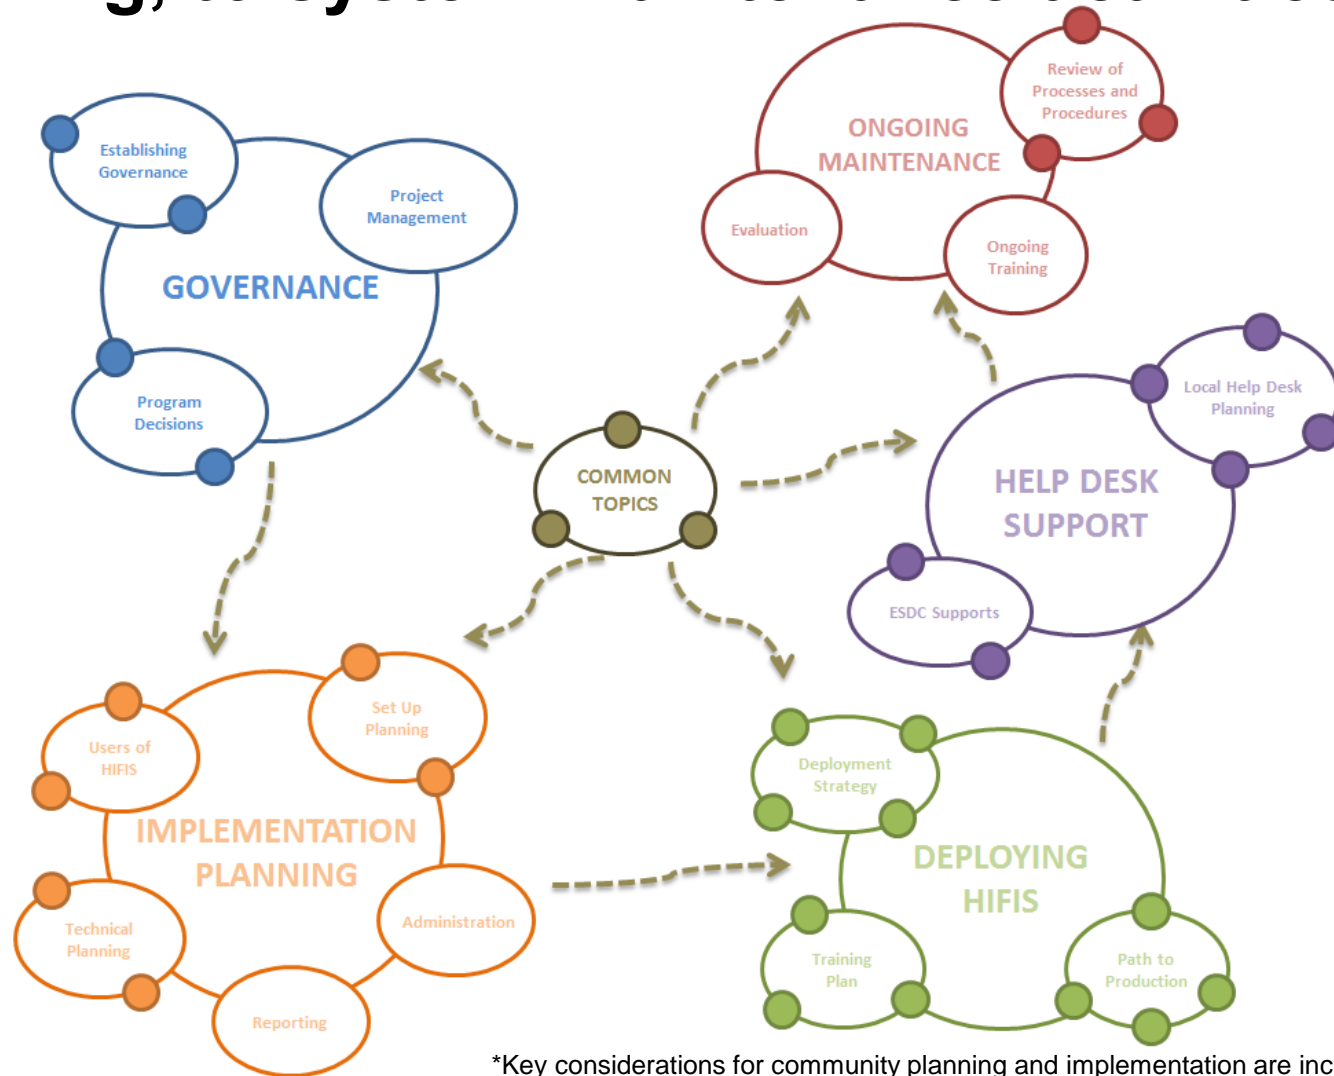 Establishing
Governance
Project
Management
GOVERNANCE
Program
Decisions
ONGOING
MAINTENANCE
Review of
Processes and
Procedures
Evaluation
Ongoing
Training
COMMON
TOPICS
Local Help Desk
Planning
HELP DESK
SUPPORT
ESDC Supports
Set Up
Planning
Users of
HIFIS
IMPLEMENTATION
PLANNING
Technical
Planning
Administration
Reporting
Deployment
Strategy
DEPLOYING
HIFIS
Training
Plan
Path to
Production
*Key considerations for community planning and implementation are inc